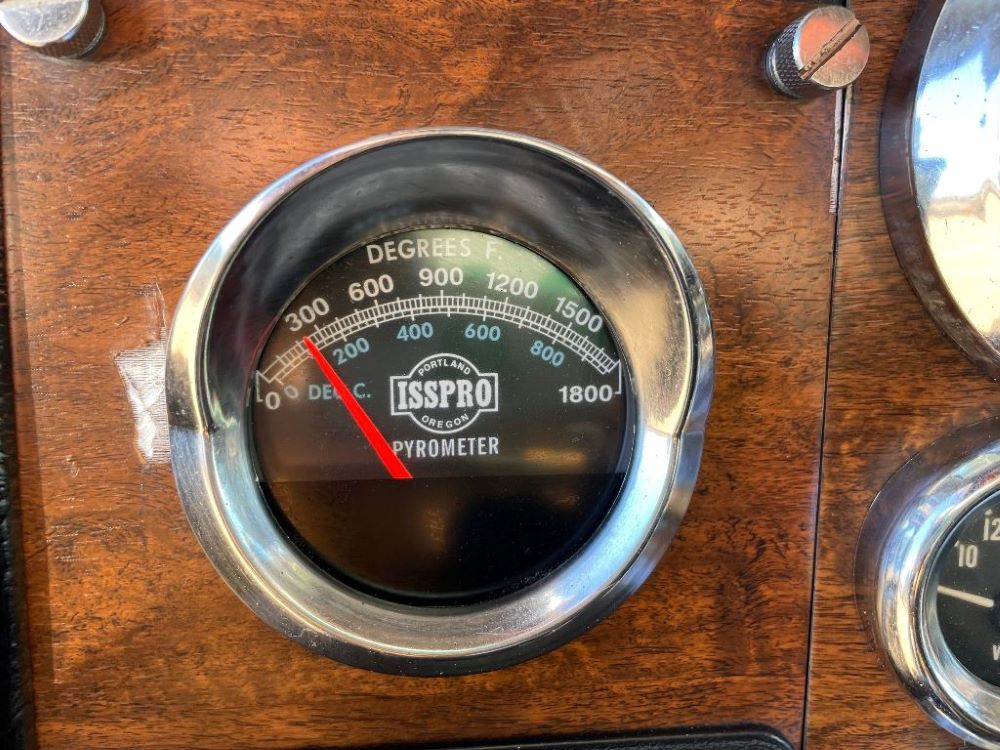 DEGREES F.
0 300 600 900 1200 1500 1800
0 200 400 600 800
DEG. C.
PORTLAND
ISSPRO
OREGON
PYROMETER
10 12